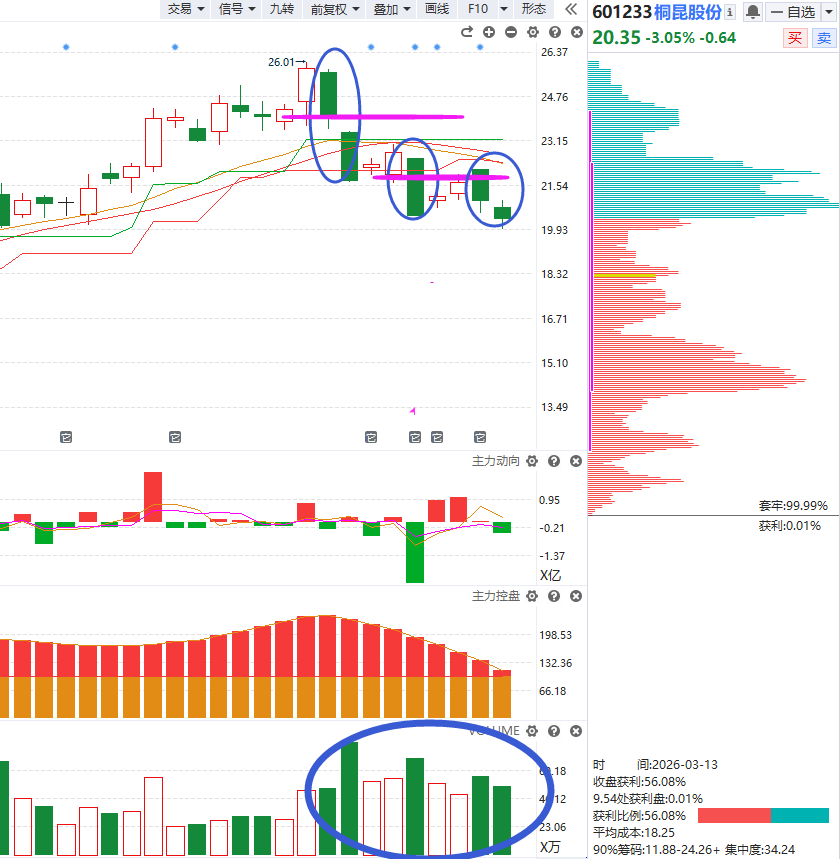 交易 信号 九转 前复权 叠加 画线 F10 形态
601233 桐昆股份 自选
20.35 -3.05% -0.64 买 卖
26.37
26.01
24.76
23.15
21.54
19.93
18.32
16.71
15.10
13.49
套牢:99.99%
获利:0.01%
主力动向
0.95
-0.21
-1.37
X亿
主力控盘
198.53
132.36
66.18
VOLUME
23.06
X万
时 间:2026-03-13
收盘获利:56.08%
9.54处获利盘:0.01%
获利比例:56.08%
平均成本:18.25
90%筹码:11.88-24.26+ 集中度:34.24